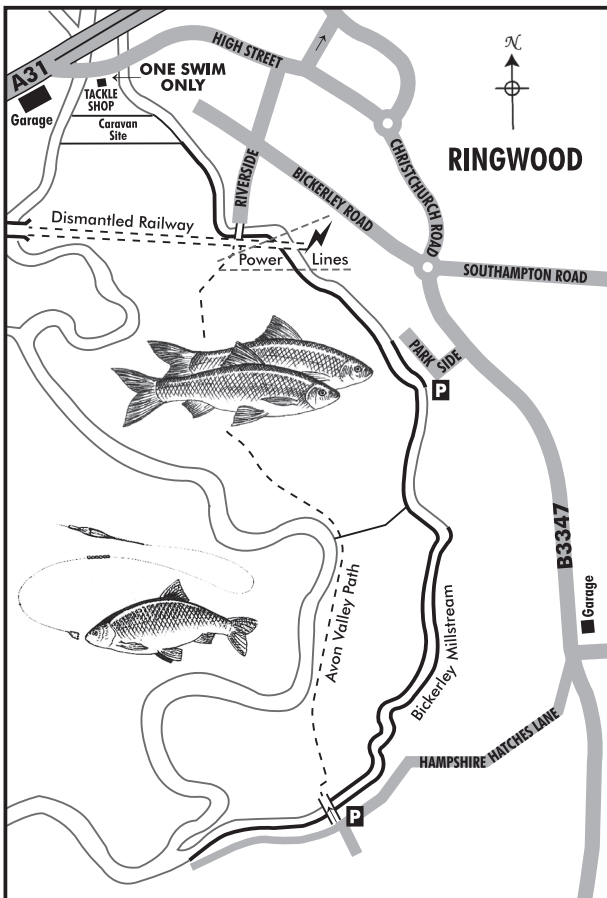 A31
HIGH STREET
N
ONE SWIM
ONLY
TACKLE
SHOP
Garage
Caravan
Site
RINGWOOD
CHRISTCHURCH ROAD
RIVERSIDE
BICKERLEY ROAD
Dismantled Railway
Power Lines
SOUTHAMPTON ROAD
PARK SIDE
P
B3347
Garage
Avon Valley Path
Bickerley Millstream
HAMPSHIRE HATCHES LANE
P